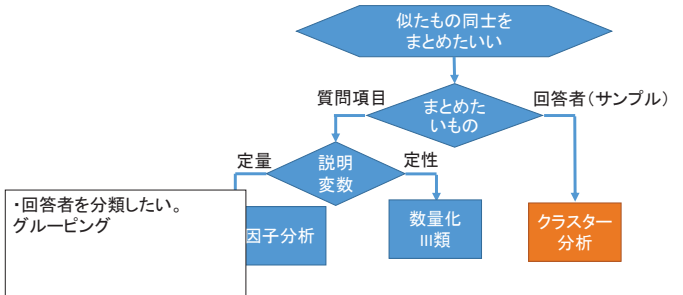 似たもの同士を
まとめたいい
質問項目
まとめた
いもの
回答者（サンプル）
定量
説明
変数
定性
・回答者を分類したい。
グルーピング
因子分析
数量化
III類
クラスター
分析